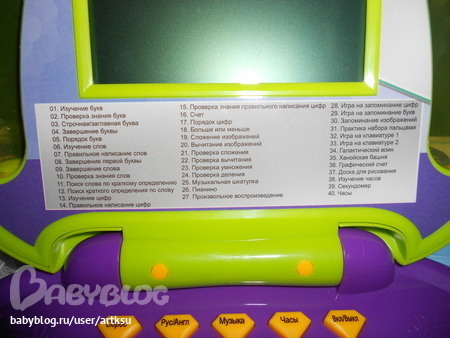 01. Изучение букв
02. Проверка знания букв
03. Строчная/заглавная буква
04. Завершение буквы
05. Порядок букв
06. Изучение слов
07. Правильное написание слов
08. Завершение первой буквы
09. Завершение слова
10. Проверка знания слов
11. Поиск слова по краткому определению
12. Поиск краткого определения по слову
13. Изучение цифр
14. Правильное написание цифр
15. Проверка знания правильного написания цифр
16. Счет
17. Порядок цифр
18. Больше или меньше
19. Сложение изображений
20. Вычитание изображений
21. Проверка сложения
22. Проверка вычитания
23. Проверка умножения
24. Проверка деления
25. Музыкальная шкатулка
26. Пианино
27. Произвольное воспроизведение
28. Игра на запоминание цифр
29. Игра на запоминание букв
30. Запоминание изображений
31. Практика набора пальцами
32. Игра на клавиатуре 1
33. Игра на клавиатуре 2
34. Галактический воин
35. Ханойская башня
36. Графический счет
37. Доска для рисования
38. Изучение часов
39. Секундомер
40. Часы
BABYBLOG
babyblog.ru/user/artksu
Рус/Англ
Музыка
Часы
Вкл/Выкл